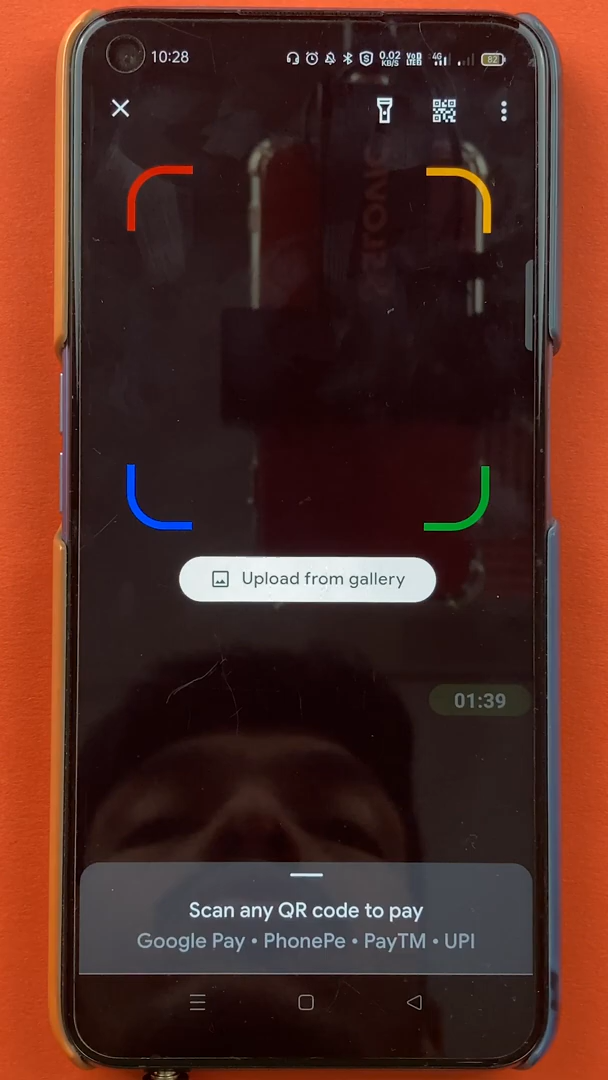 10:28
0.02
KB/S
VoD
LTE
4G
82
Upload from gallery
01:39
Scan any QR code to pay
Google Pay • PhonePe • PayTM • UPI